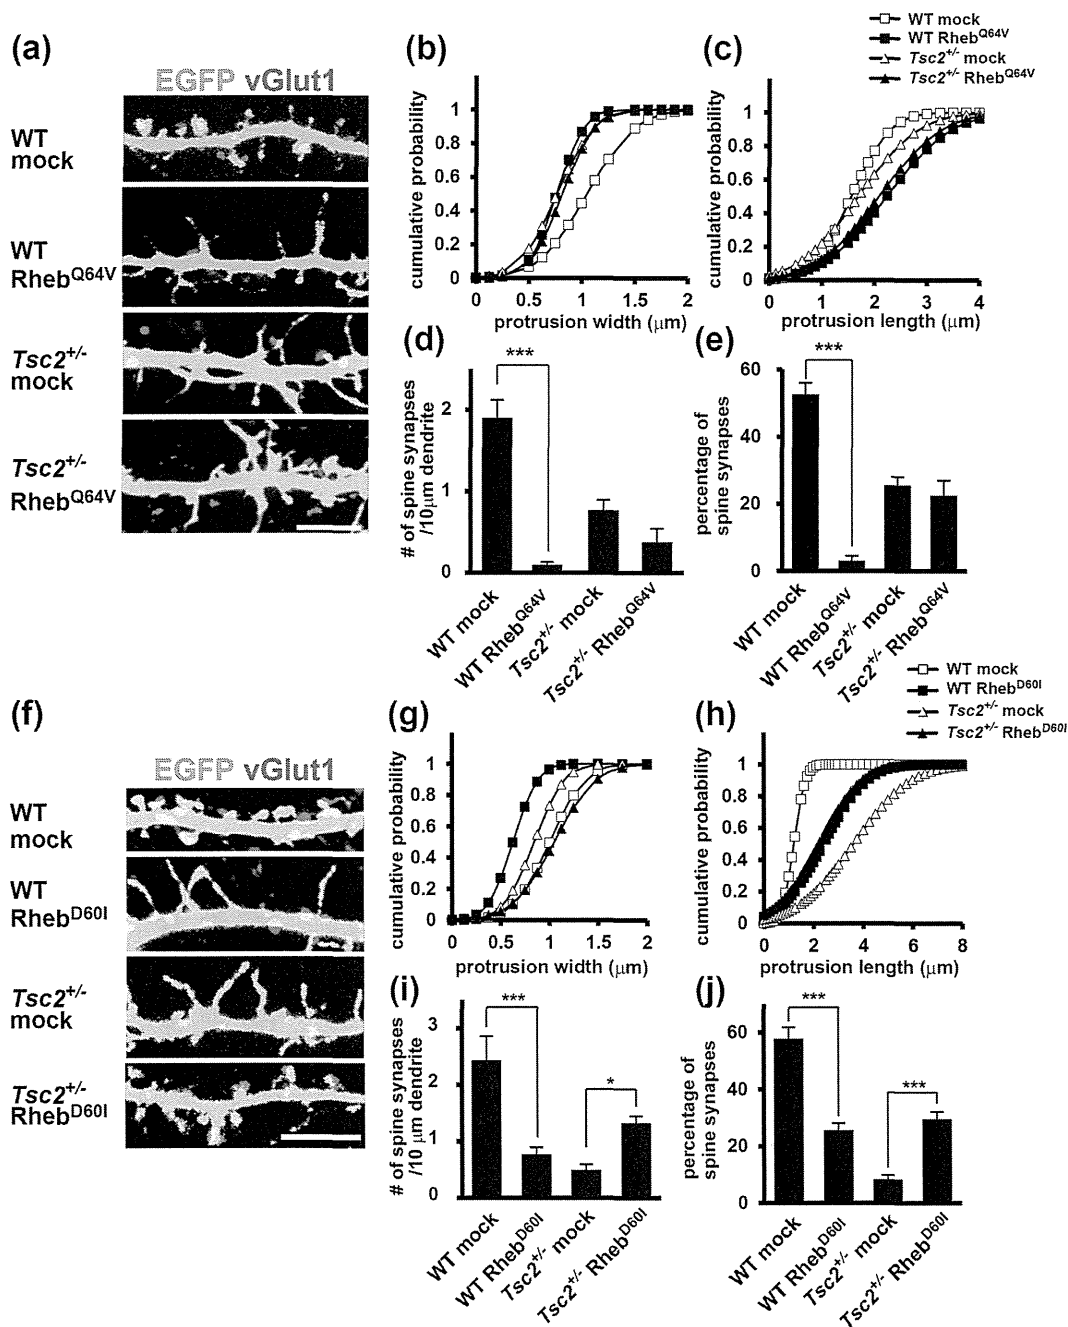 (a)
EGFP vGlut1
WT mock
WT Rheb^Q64V
Tsc2^+/- mock
Tsc2^+/- Rheb^Q64V
(b)
cumulative probability
1
0.8
0.6
0.4
0.2
0
0 0.5 1 1.5 2
protrusion width (μm)
WT mock
WT Rheb^Q64V
Tsc2^+/- mock
Tsc2^+/- Rheb^Q64V
(c)
cumulative probability
1
0.8
0.6
0.4
0.2
0
0 1 2 3 4
protrusion length (μm)
(d)
# of spine synapses
/10μm dendrite
2
1
0
***
WT mock
WT Rheb^Q64V
Tsc2^+/- mock
Tsc2^+/- Rheb^Q64V
(e)
percentage of
spine synapses
60
40
20
0
***
WT mock
WT Rheb^Q64V
Tsc2^+/- mock
Tsc2^+/- Rheb^Q64V
(f)
EGFP vGlut1
WT
mock
WT
Rheb^D60I
Tsc2^+/-
mock
Tsc2^+/-
Rheb^D60I
(g)
cumulative probability
1
0.8
0.6
0.4
0.2
0
0 0.5 1 1.5 2
protrusion width (μm)
WT mock
WT Rheb^D60I
Tsc2^+/- mock
Tsc2^+/- Rheb^D60I
(h)
cumulative probability
1
0.8
0.6
0.4
0.2
0
0 2 4 6 8
protrusion length (μm)
(i)
# of spine synapses
/10 μm dendrite
3
2
1
0
***
*
WT mock
WT Rheb^D60I
Tsc2^+/- mock
Tsc2^+/- Rheb^D60I
(j)
percentage of
spine synapses
60
40
20
0
***
***
WT mock
WT Rheb^D60I
Tsc2^+/- mock
Tsc2^+/- Rheb^D60I